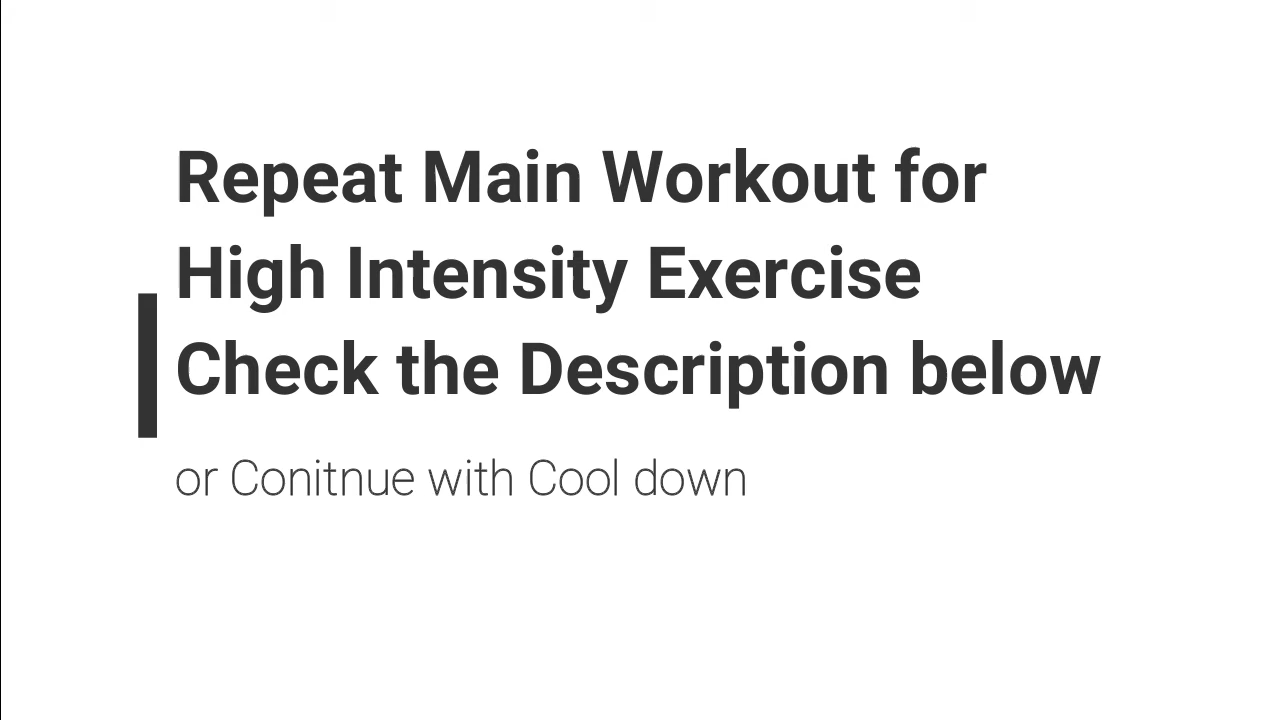 Repeat Main Workout for
High Intensity Exercise
Check the Description below
or Conitnue with Cool down